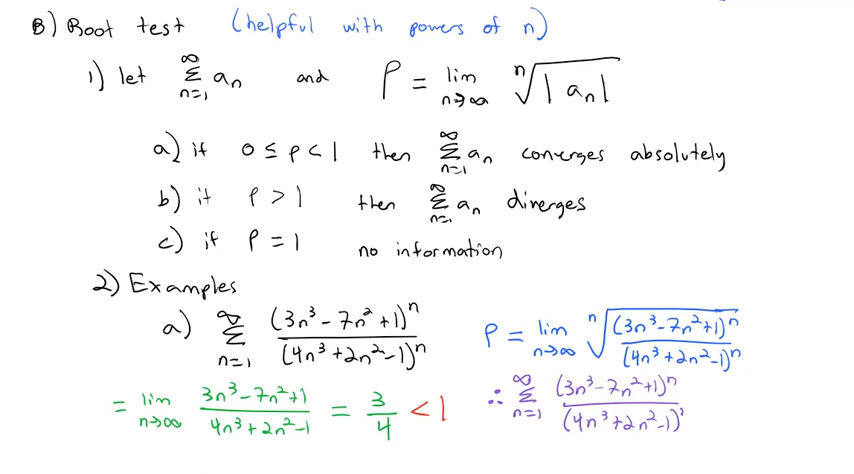 B) Root test (helpful with powers of n)
1) let ∑_{n=1}^{∞} a_n and ρ = lim_{n→∞} ⁿ√|a_n|
a) if 0 ≤ ρ < 1 then ∑_{n=1}^{∞} a_n converges absolutely
b) if ρ > 1 then ∑_{n=1}^{∞} a_n diverges
c) if ρ = 1 no information
2) Examples
a) ∑_{n=1}^{∞} (3n³ - 7n² + 1)ⁿ / (4n³ + 2n² - 1)ⁿ ρ = lim_{n→∞} ⁿ√((3n³ - 7n² + 1)ⁿ / (4n³ + 2n² - 1)ⁿ)
= lim_{n→∞} (3n³ - 7n² + 1) / (4n³ + 2n² - 1) = 3/4 < 1 ∴ ∑_{n=1}^{∞} (3n³ - 7n² + 1)ⁿ / (4n³ + 2n² - 1)